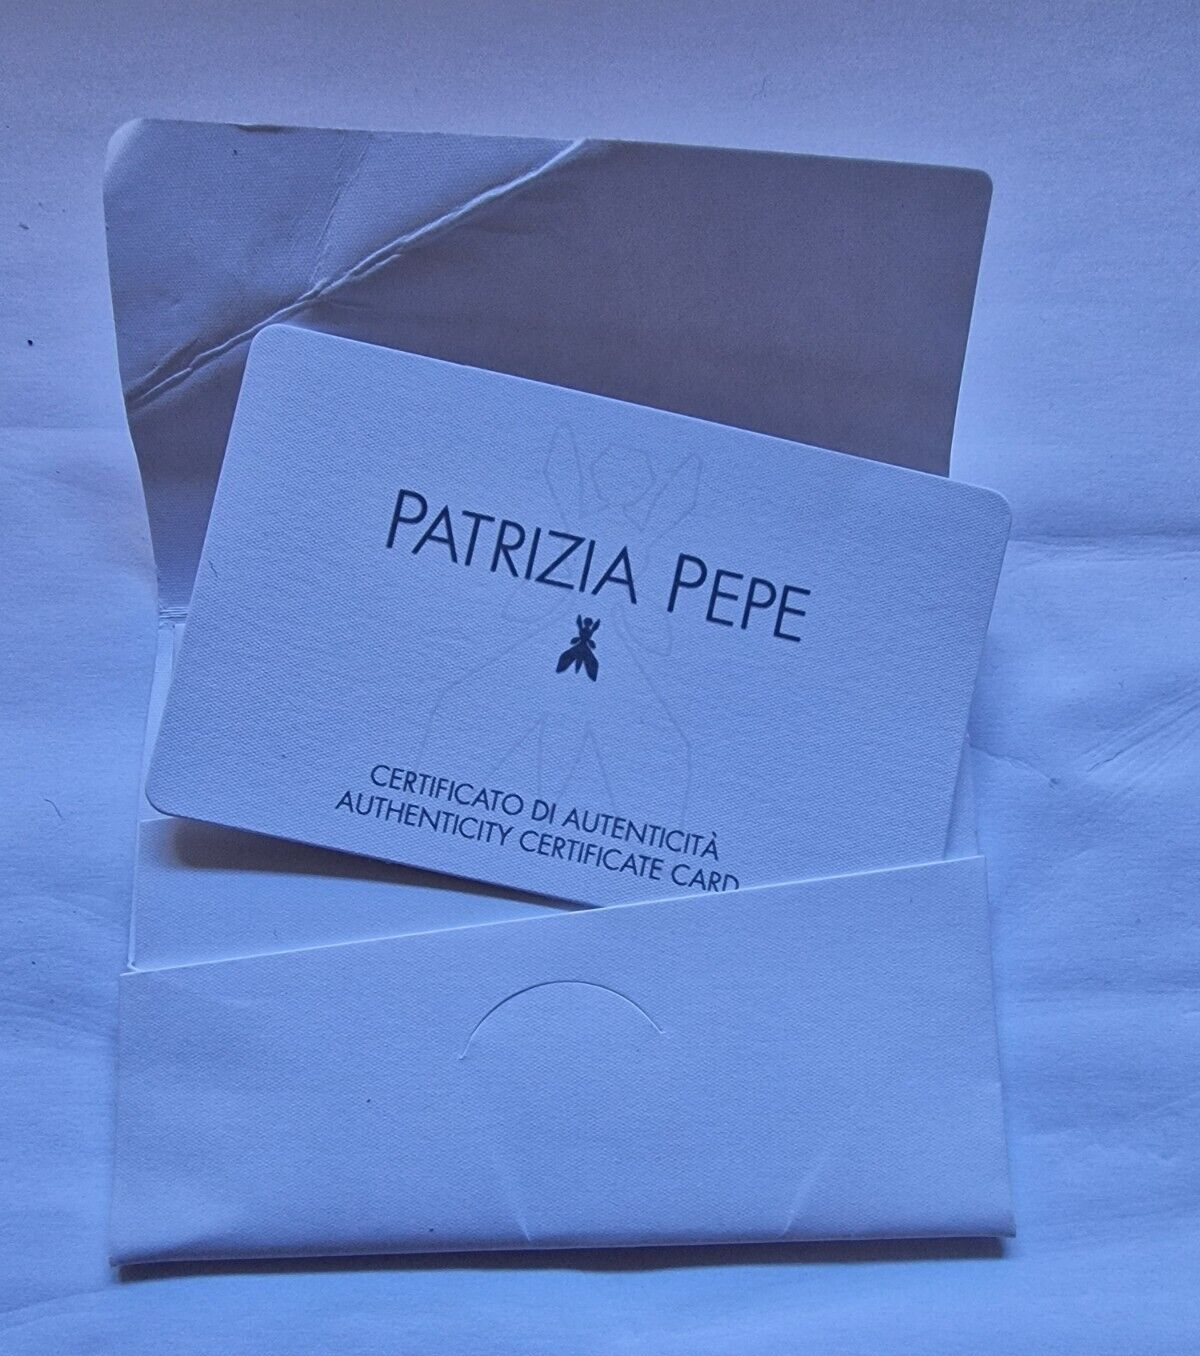 PATRIZIA PEPE
CERTIFICATO DI AUTENTICITÀ
AUTHENTICITY CERTIFICATE CARD